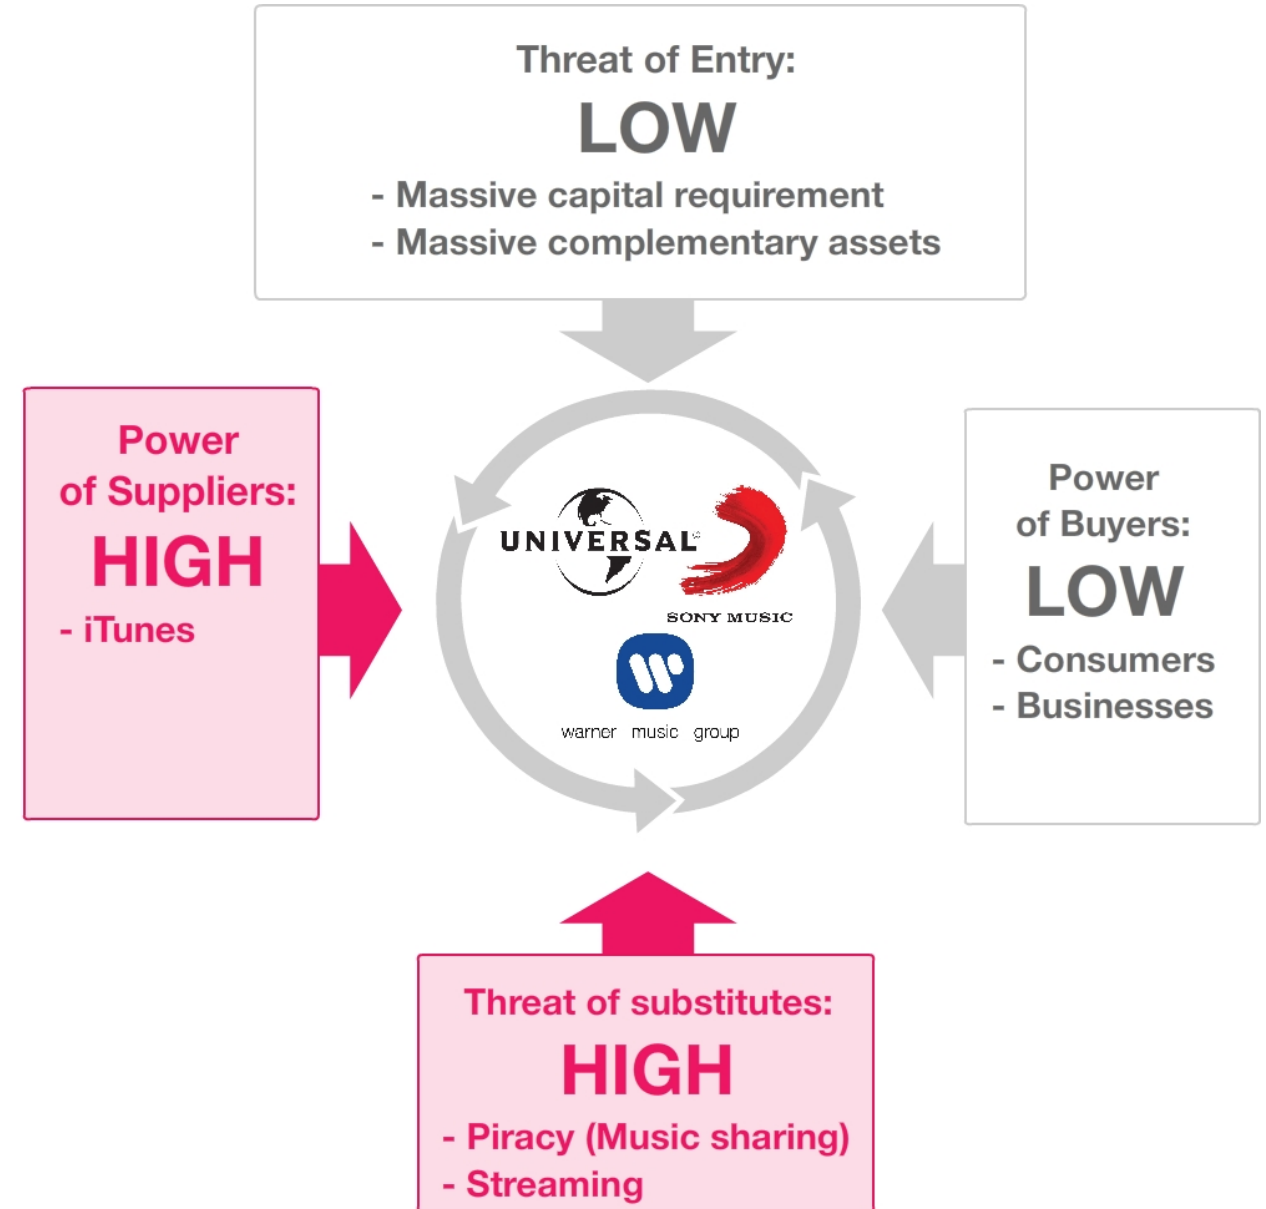 Threat of Entry:
LOW
- Massive capital requirement
- Massive complementary assets
Power
of Suppliers:
HIGH
- iTunes
UNIVERSAL
SONY MUSIC
warner music group
Power
of Buyers:
LOW
- Consumers
- Businesses
Threat of substitutes:
HIGH
- Piracy (Music sharing)
- Streaming